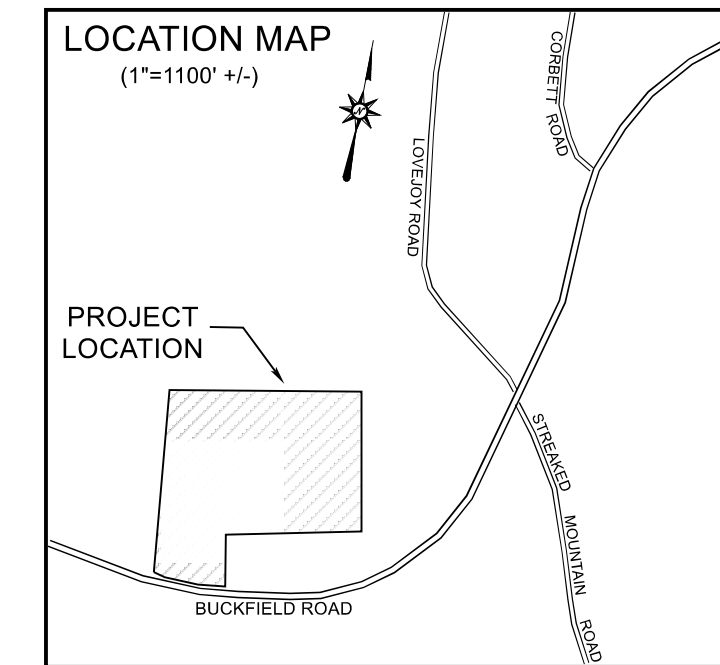 LOCATION MAP
(1"=1100' +/-)
N
CORBETT ROAD
LOVEJOY ROAD
PROJECT
LOCATION
STREAKED MOUNTAIN ROAD
BUCKFIELD ROAD